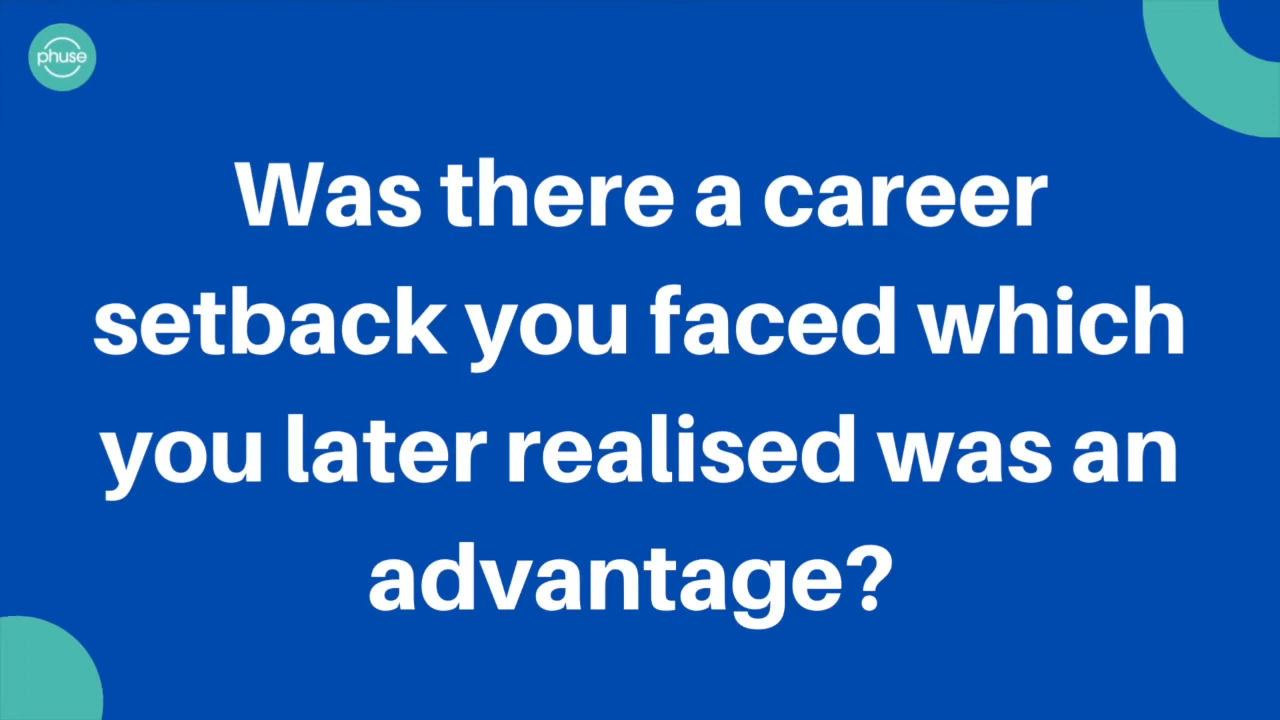 phuse
Was there a career
setback you faced which
you later realised was an
advantage?